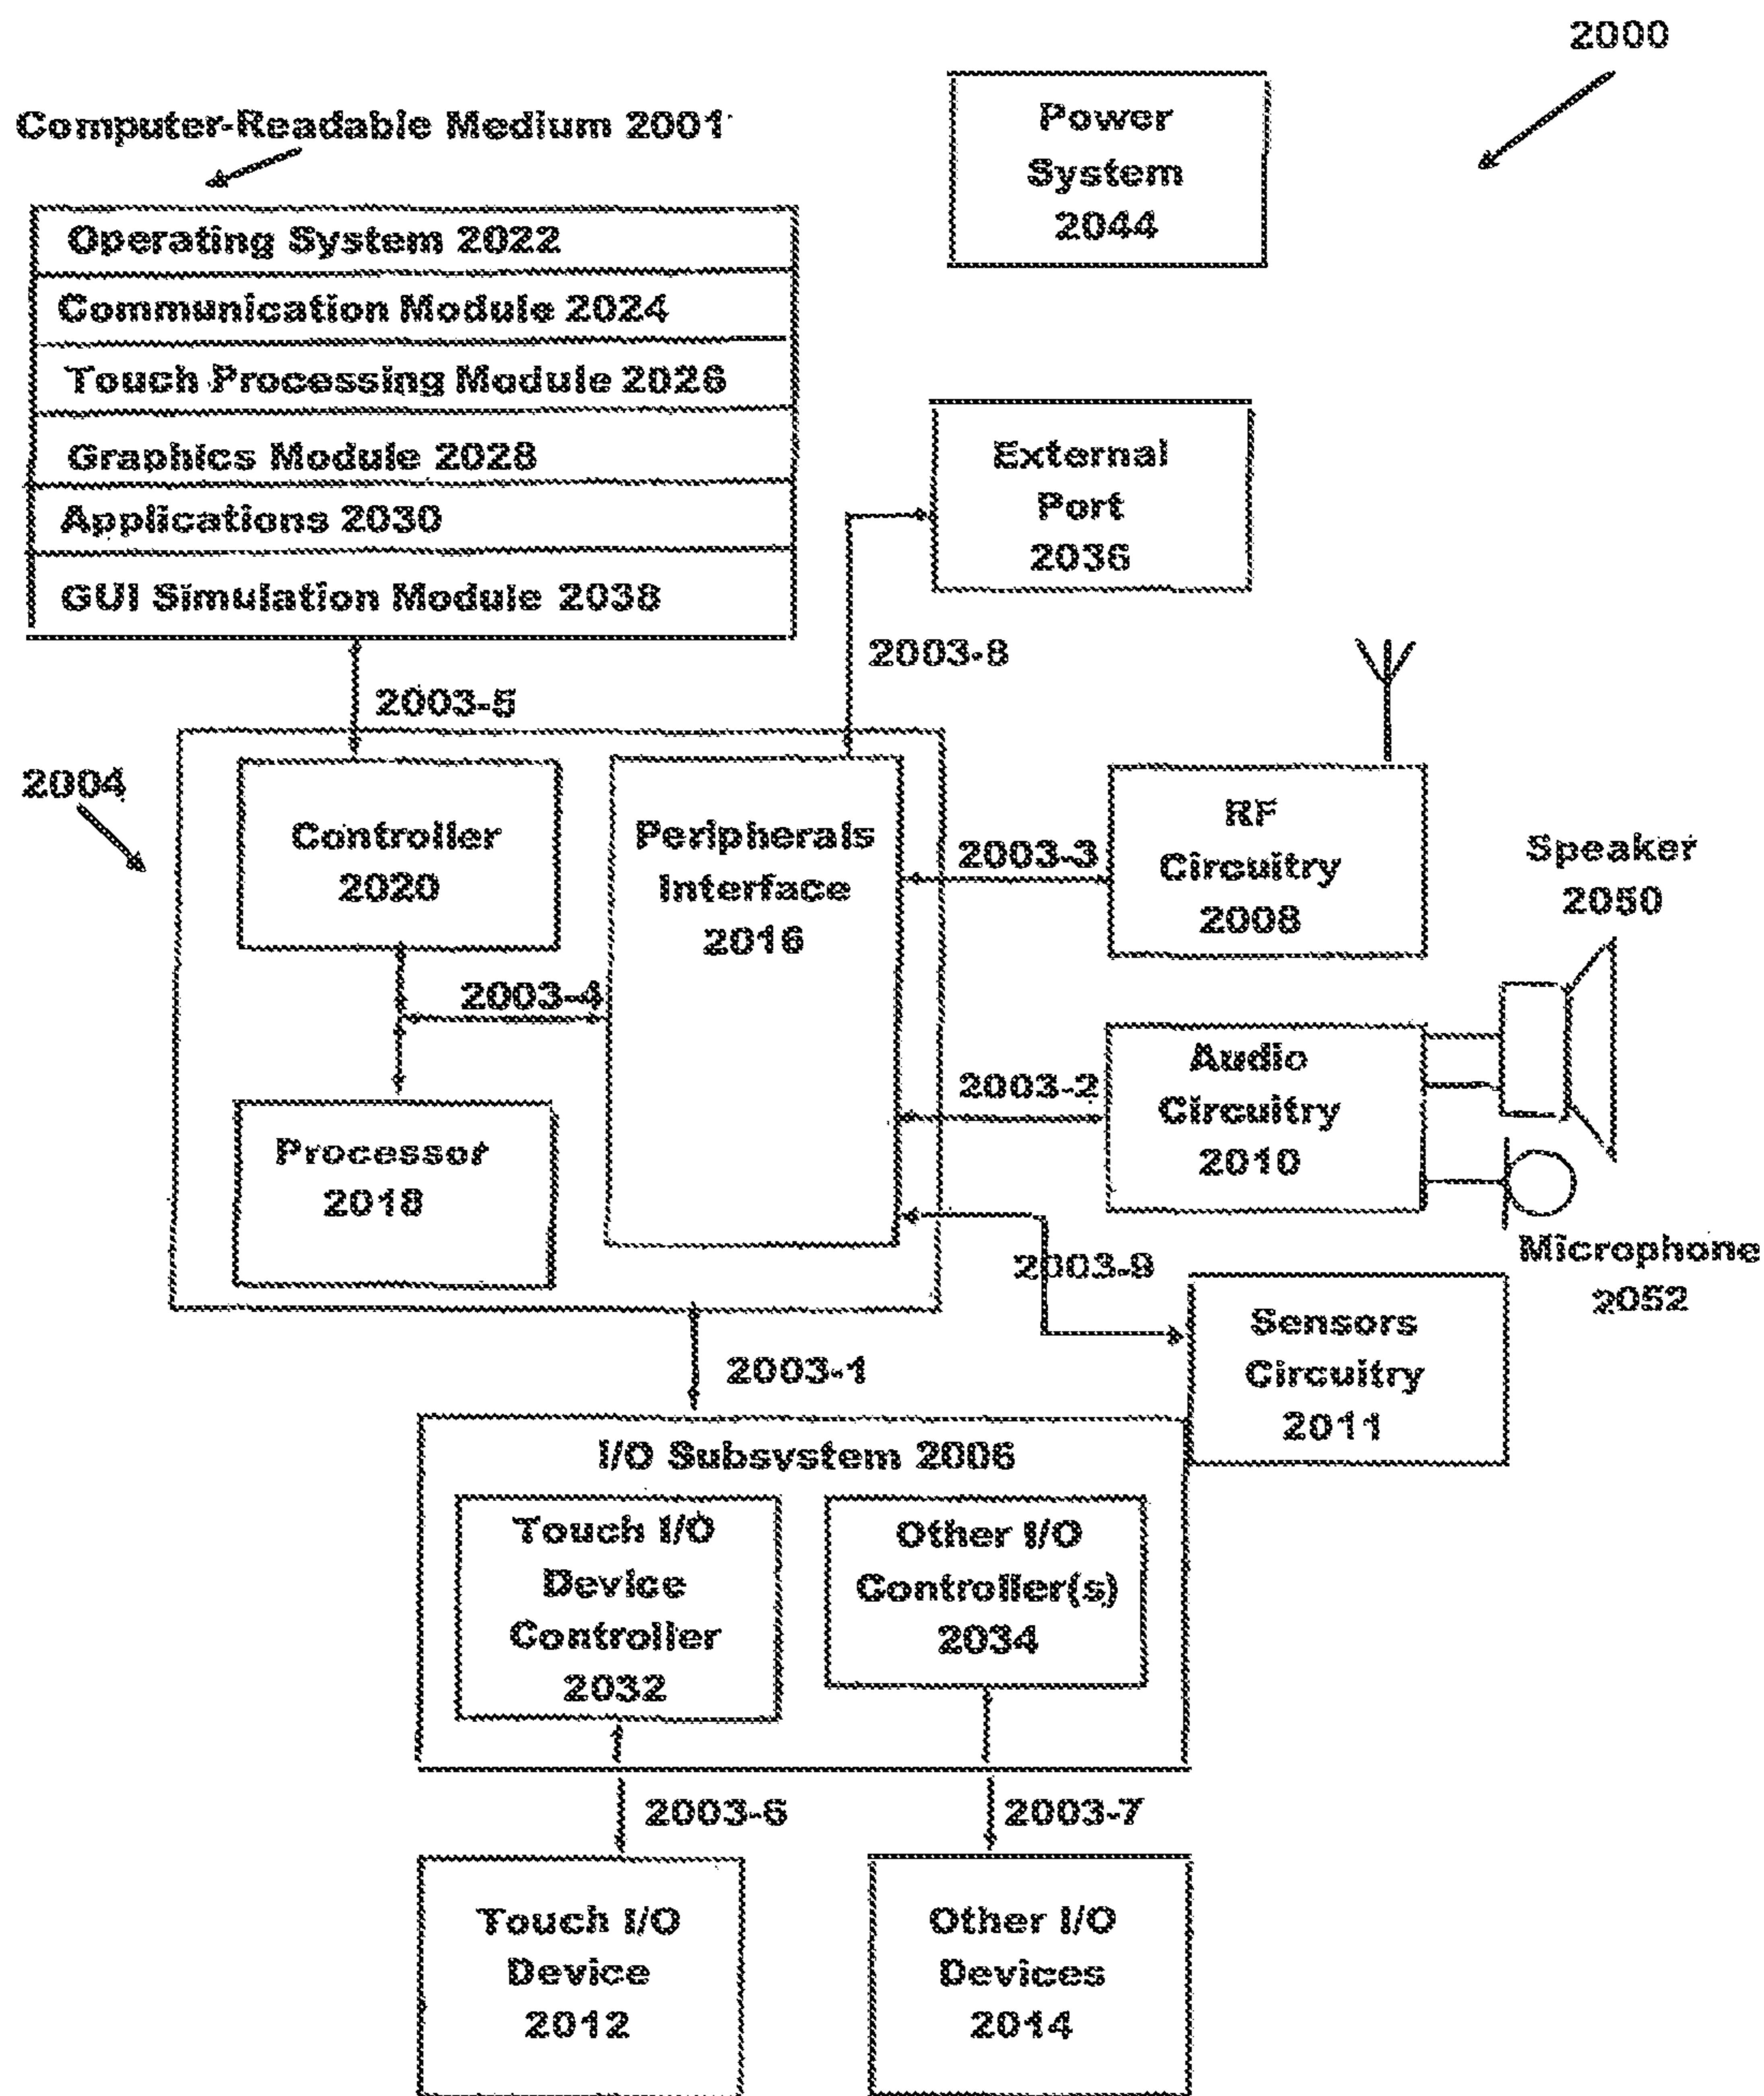 2000
Computer-Readable Medium 2001
Power
System
2044
Operating System 2022
Communication Module 2024
Touch Processing Module 2026
Graphics Module 2028
Applications 2030
GUI Simulation Module 2038
External
Port
2036
2003-8
2003-5
2004
Controller
2020
Peripherals
Interface
2016
2003-3
RF
Circuitry
2008
Speaker
2050
2003-4
2003-2
Audio
Circuitry
2010
Processor
2018
2003-9
Microphone
2052
Sensors
Circuitry
2011
2003-1
I/O Subsystem 2006
Touch I/O
Device
Controller
2032
Other I/O
Controller(s)
2034
2003-6
2003-7
Touch I/O
Device
2012
Other I/O
Devices
2014